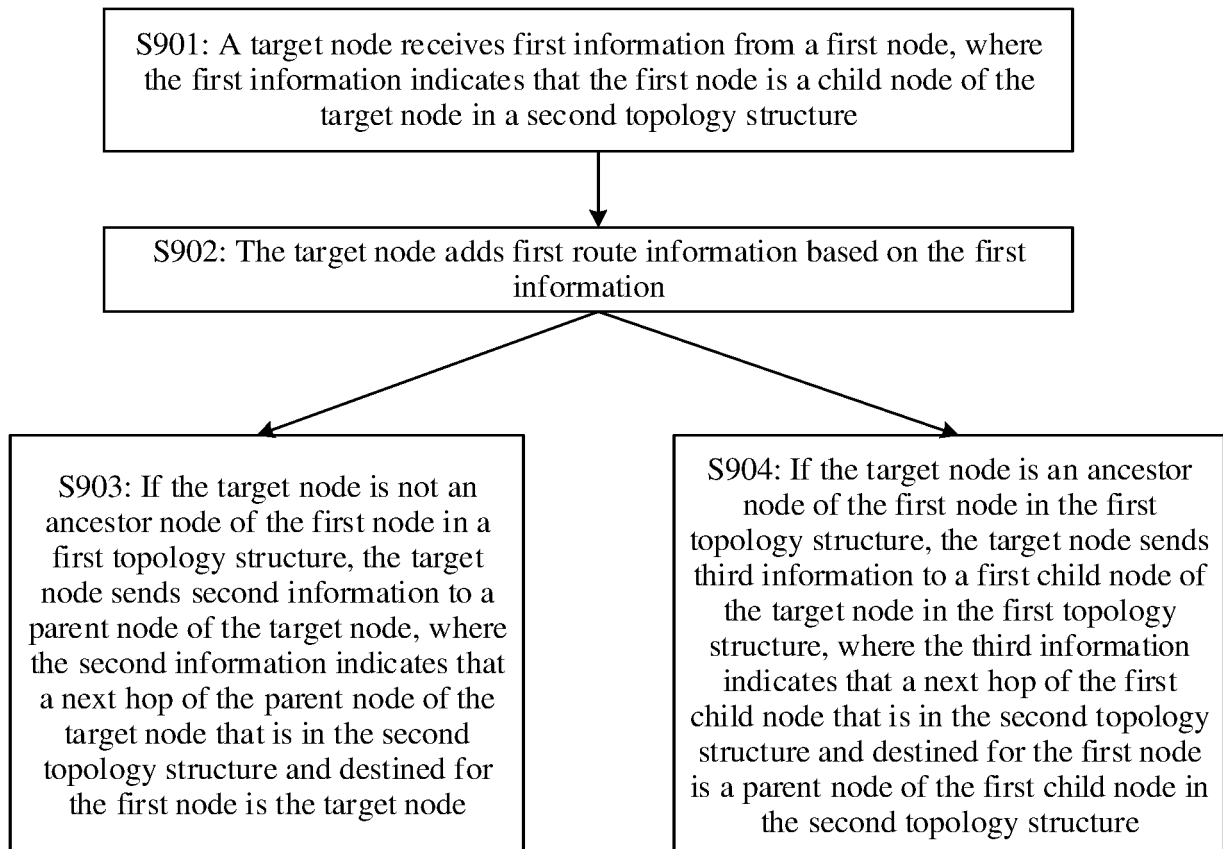 S901: A target node receives first information from a first node, where
the first information indicates that the first node is a child node of the
target node in a second topology structure
S902: The target node adds first route information based on the first
information
S903: If the target node is not an
ancestor node of the first node in a
first topology structure, the target
node sends second information to a
parent node of the target node, where
the second information indicates that
a next hop of the parent node of the
target node that is in the second
topology structure and destined for
the first node is the target node
S904: If the target node is an ancestor
node of the first node in the first
topology structure, the target node sends
third information to a first child node of
the target node in the first topology
structure, where the third information
indicates that a next hop of the first
child node that is in the second topology
structure and destined for the first node
is a parent node of the first child node in
the second topology structure